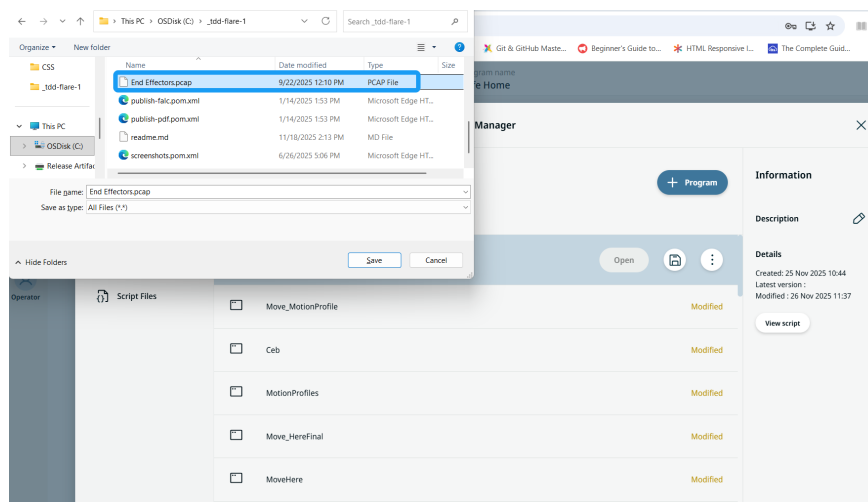 This PC > OSDisk (C:) > _tdd-flare-1
Search _tdd-flare-1
Organize
New folder
Name
Date modified
Type
Size
CSS
_tdd-flare-1
This PC
OSDisk (C:)
Release Artifac
End Effectors.pcap 9/22/2025 12:10 PM PCAP File
publish-falc.pom.xml 1/14/2025 1:53 PM Microsoft Edge HT...
publish-pdf.pom.xml 1/14/2025 1:53 PM Microsoft Edge HT...
readme.md 11/18/2025 2:13 PM MD File
screenshots.pom.xml 6/26/2025 5:06 PM Microsoft Edge HT...
File name: End Effectors.pcap
Save as type: All Files (*.*)
Hide Folders
Save
Cancel
Git & GitHub Maste...
Beginner's Guide to...
HTML Responsive I...
The Complete Guid...
gram name
e Home
Manager
+ Program
Open
Operator
Script Files
Move_MotionProfile Modified
Ceb Modified
MotionProfiles Modified
Move_HereFinal Modified
MoveHere Modified
Information
Description
Details
Created: 25 Nov 2025 10:44
Latest version :
Modified : 26 Nov 2025 11:37
View script